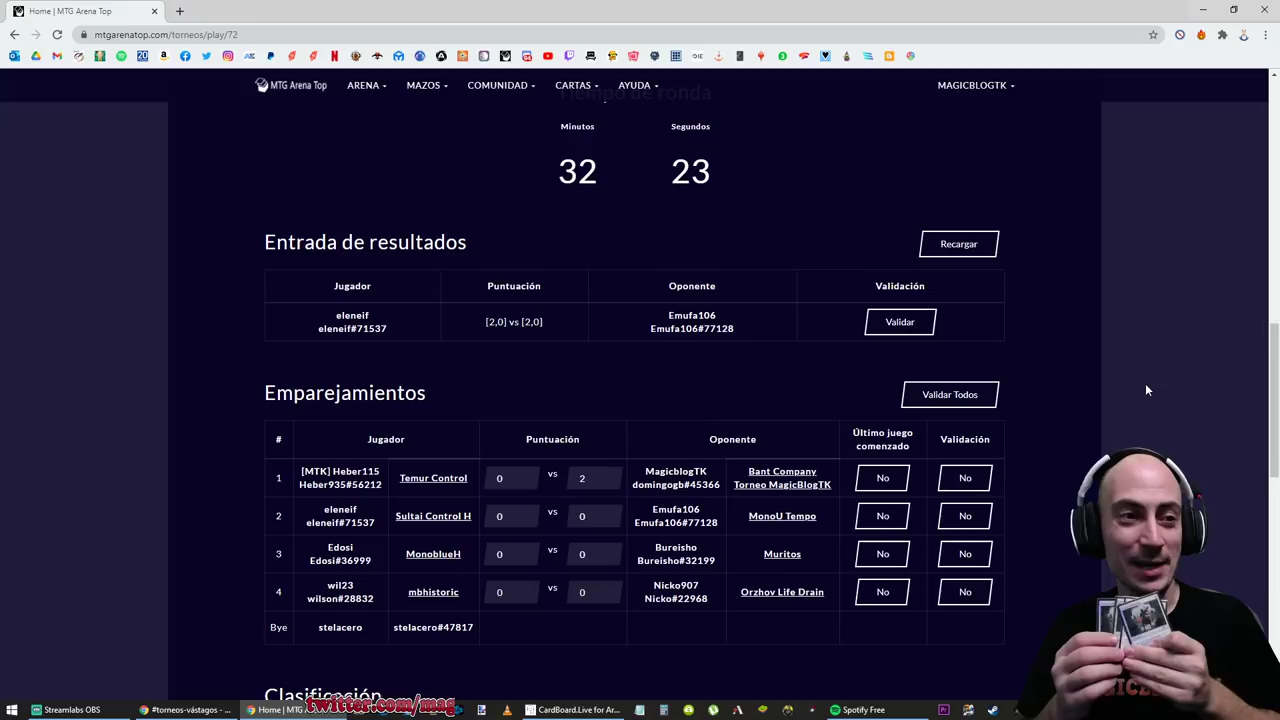 Home | MTG Arena Top
mtgarenatop.com/torneos/play/72
MTG Arena Top ARENA MAZOS COMUNIDAD CARTAS AYUDA MAGICBLOGTK
Tiempo de ronda
Minutos Segundos
32 23
Entrada de resultados Recargar
Jugador Puntuación Oponente Validación
eleneif Emufa106
eleneif#71537 [2,0] vs [2,0] Emufa106#77128 Validar
Emparejamientos Validar Todos
# Jugador Puntuación Oponente Último juego comenzado Validación
1 [MTK] Heber115 Heber935#56212 Temur Control 0 vs 2 MagicblogTK domingogb#45366 Bant Company Torneo MagicBlogTK No No
2 eleneif eleneif#71537 Sultai Control H 0 vs 0 Emufa106 Emufa106#77128 MonoU Tempo No No
3 Edosi Edosi#36999 MonoblueH 0 vs 0 Bureisho Bureisho#32199 Muritos No No
4 wil23 wilson#28832 mbhistoric 0 vs 0 Nicko907 Nicko#22968 Orzhov Life Drain No No
Bye stelacero stelacero#47817
Clasificación
twitter.com/mag
Streamlabs OBS #torneos-vástagos - ... Home | MTG A CardBoard.Live for Ar... Spotify Free